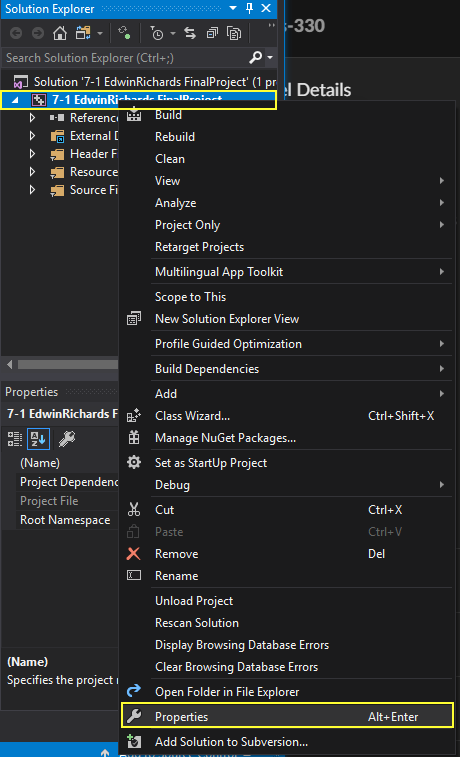 Solution Explorer
-330
Search Solution Explorer (Ctrl+;)
Solution '7-1 EdwinRichards FinalProject' (1 pr
el Details
7-1 EdwinRichards FinalProject
Reference
External D
Header F
Resource
Source Fi
Build
Rebuild
Clean
View
Analyze
Project Only
Retarget Projects
Multilingual App Toolkit
Scope to This
New Solution Explorer View
Profile Guided Optimization
Build Dependencies
Add
Class Wizard... Ctrl+Shift+X
Manage NuGet Packages...
Set as StartUp Project
Debug
Cut Ctrl+X
Paste Ctrl+V
Remove Del
Rename
Unload Project
Rescan Solution
Display Browsing Database Errors
Clear Browsing Database Errors
Open Folder in File Explorer
Properties Alt+Enter
Add Solution to Subversion...
Properties
7-1 EdwinRichards F
(Name)
Project Dependenc
Project File
Root Namespace
(Name)
Specifies the project n